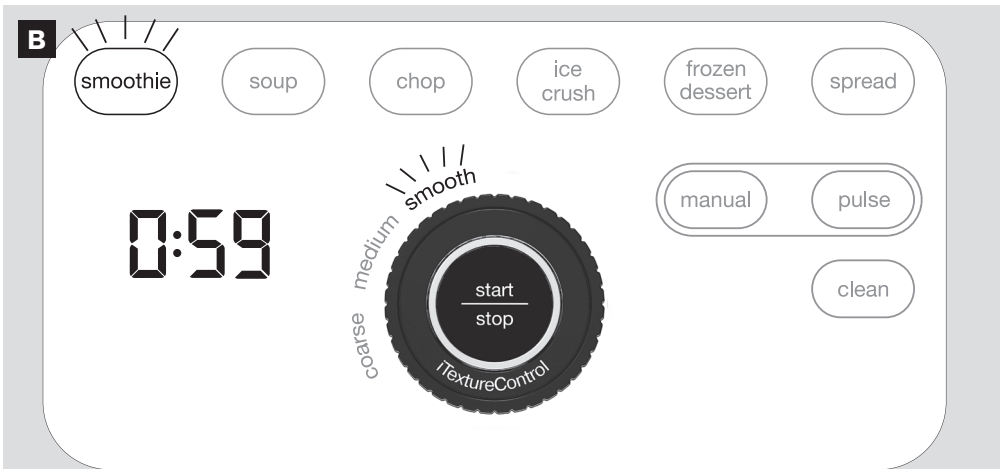 B
smoothie
soup
chop
ice
crush
frozen
dessert
spread
smooth
medium
coarse
0:59
start
stop
iTextureControl
manual
pulse
clean